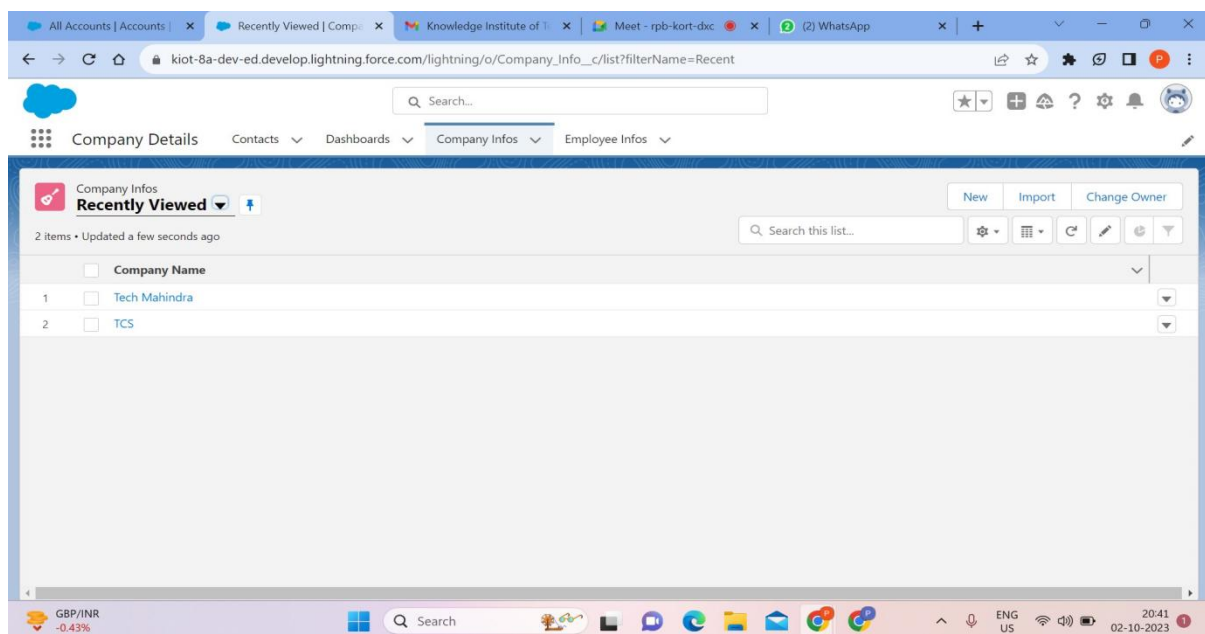 All Accounts | Accounts |
Recently Viewed | Compa
Knowledge Institute of Te
Meet - rpb-kort-dxc
(2) WhatsApp
kiot-8a-dev-ed.develop.lightning.force.com/lightning/o/Company_Info__c/list?filterName=Recent
P
Search...
Company Details
Contacts
Dashboards
Company Infos
Employee Infos
Company Infos
Recently Viewed
New
Import
Change Owner
2 items • Updated a few seconds ago
Search this list...
Company Name
1 Tech Mahindra
2 TCS
GBP/INR
-0.43%
Search
ENG
US
20:41
02-10-2023
1